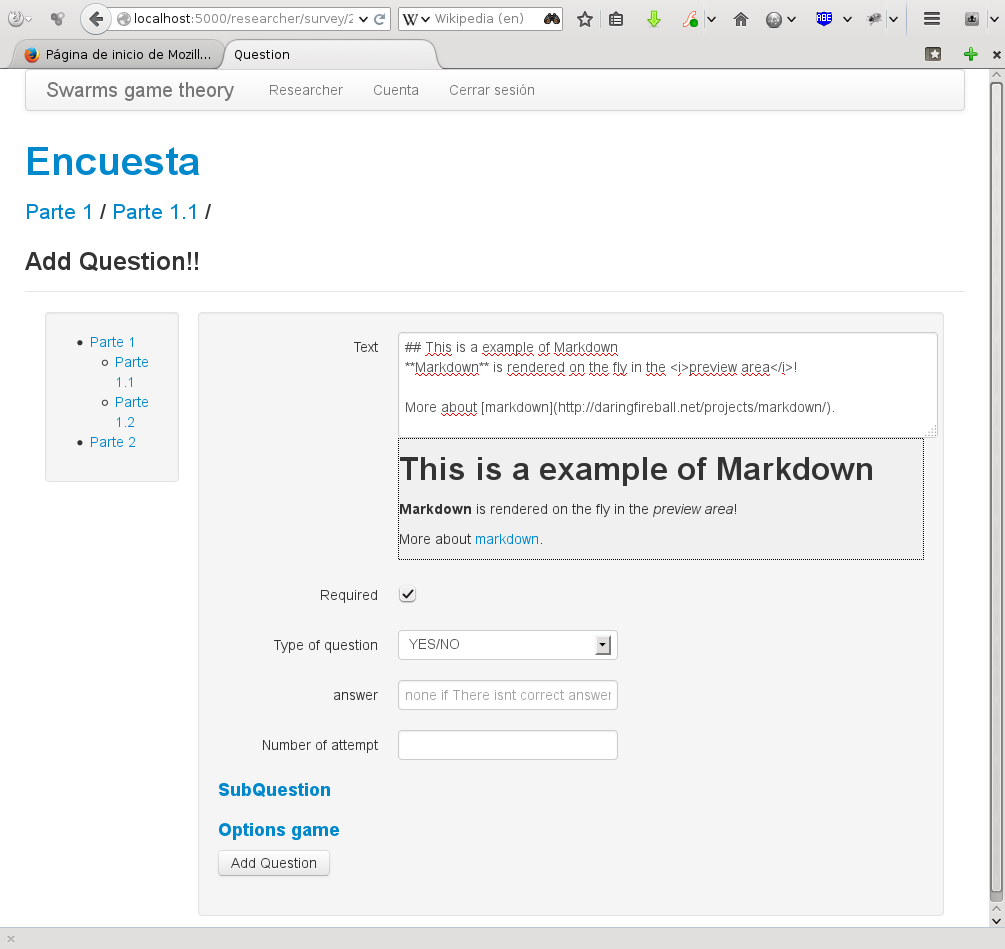 localhost:5000/researcher/survey/2
W Wikipedia (en)
ABE
Página de inicio de Mozill...
Question
Swarms game theory Researcher Cuenta Cerrar sesión
Encuesta
Parte 1 / Parte 1.1 /
Add Question!!
Parte 1
Parte
1.1
Parte
1.2
Parte 2
Text
## This is a example of Markdown
**Markdown** is rendered on the fly in the <i>preview area</i>!
More about [markdown](http://daringfireball.net/projects/markdown/).
This is a example of Markdown
Markdown is rendered on the fly in the preview area!
More about markdown.
Required
Type of question YES/NO
answer none if There isnt correct answer
Number of attempt
SubQuestion
Options game
Add Question